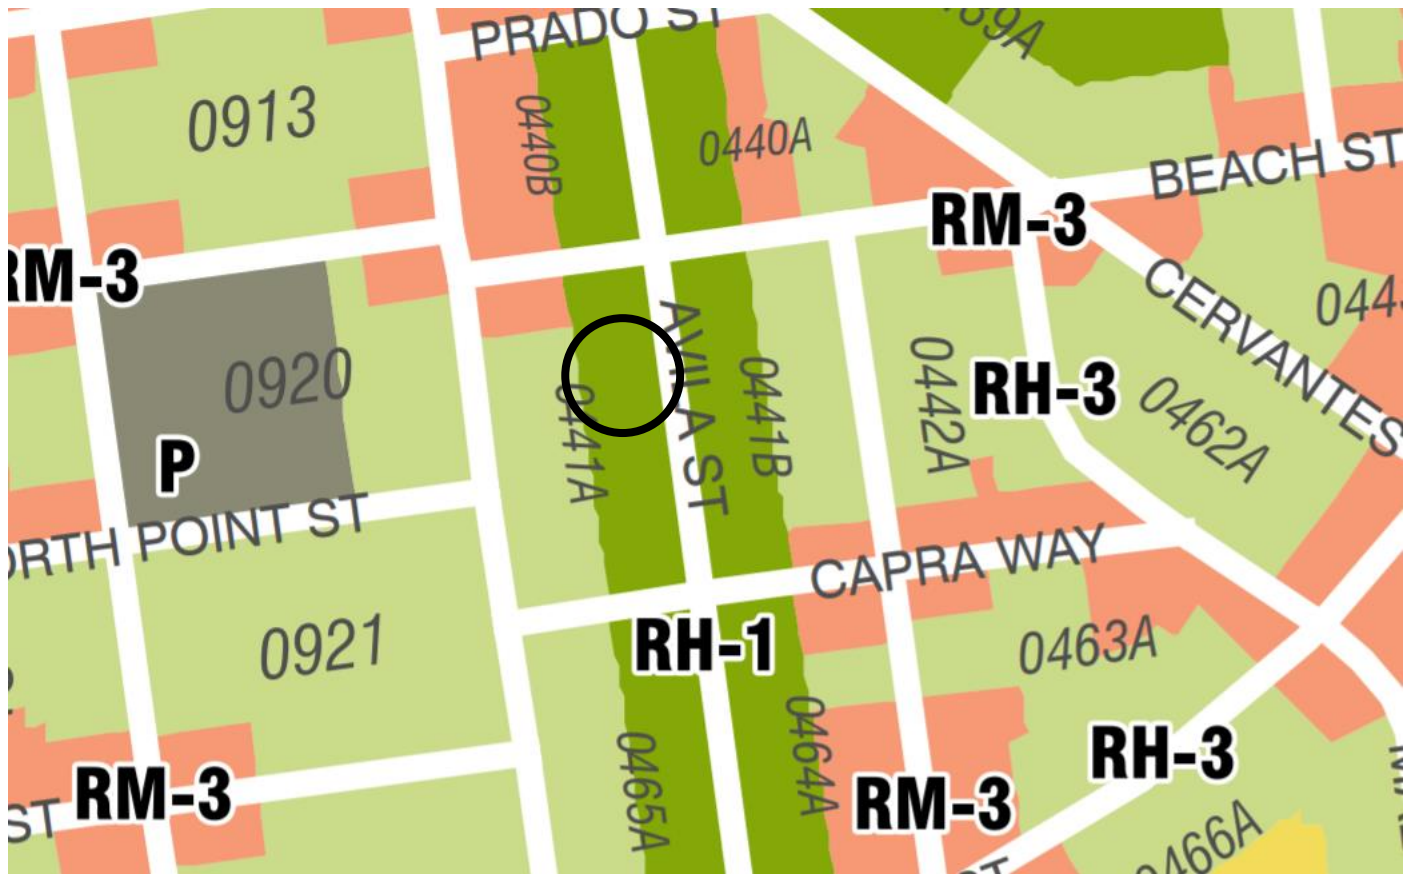 PRADO ST
0913
0440B
0440A
BEACH ST
RM-3
RM-3
CERVANTES
0920
P
AVILA ST
0441A
0441B
0442A
RH-3
0462A
POINT ST
CAPRA WAY
0921
RH-1
0463A
0465A
0464A
RH-3
RM-3
RM-3
ST
0466A
ST